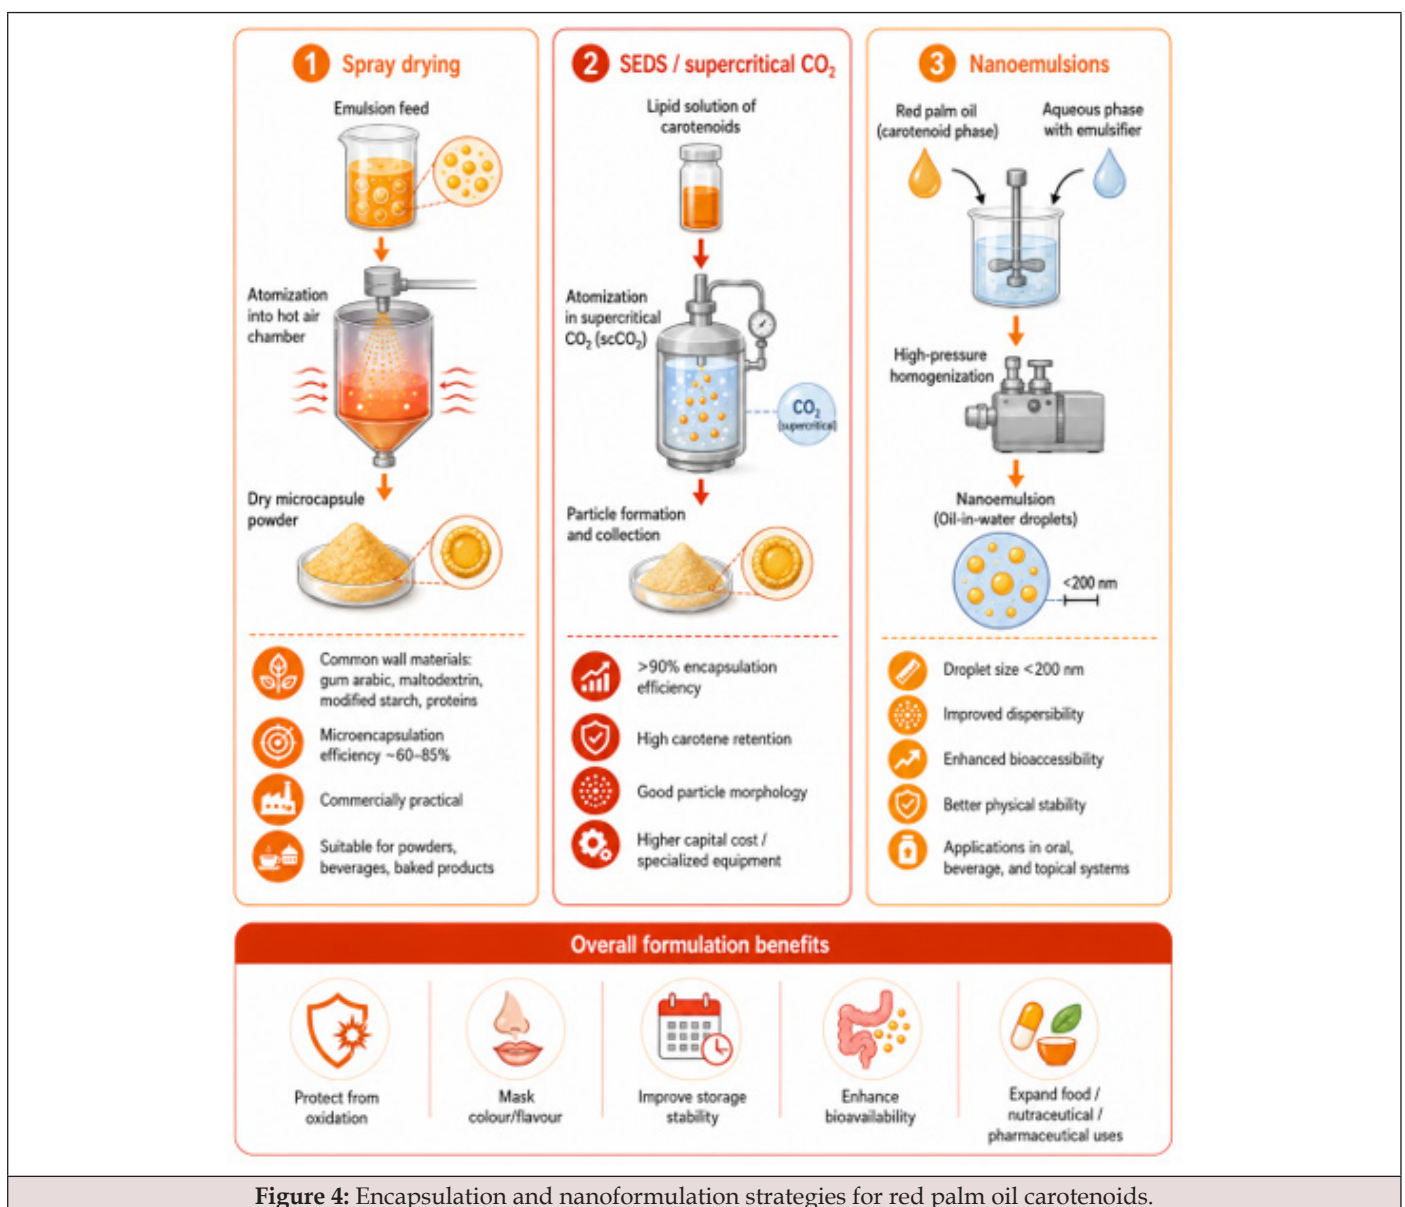 1 Spray drying
Emulsion feed
Atomization
into hot air
chamber
Dry microcapsule
powder
Common wall materials:
gum arabic, maltodextrin,
modified starch, proteins
Microencapsulation
efficiency ~60–85%
Commercially practical
Suitable for powders,
beverages, baked products
2 SEDS / supercritical CO₂
Lipid solution of
carotenoids
Atomization
in supercritical
CO₂ (scCO₂)
CO₂
(supercritical)
Particle formation
and collection
>90% encapsulation
efficiency
High carotene retention
Good particle morphology
Higher capital cost /
specialized equipment
3 Nanoemulsions
Red palm oil
(carotenoid phase)
Aqueous phase
with emulsifier
High-pressure
homogenization
Nanoemulsion
(Oil-in-water droplets)
<200 nm
Droplet size <200 nm
Improved dispersibility
Enhanced bioaccessibility
Better physical stability
Applications in oral,
beverage, and topical systems
Overall formulation benefits
Protect from
oxidation
Mask
colour/flavour
Improve storage
stability
Enhance
bioavailability
Expand food /
nutraceutical /
pharmaceutical uses
Figure 4: Encapsulation and nanoformulation strategies for red palm oil carotenoids.